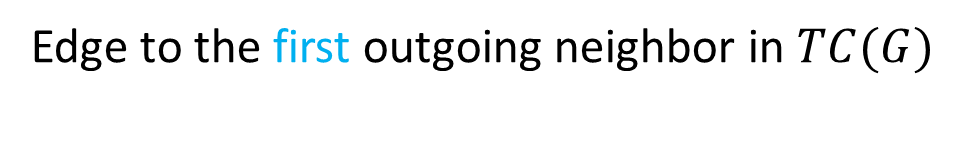 Edge to the first outgoing neighbor in 𝑇𝐶(𝐺)